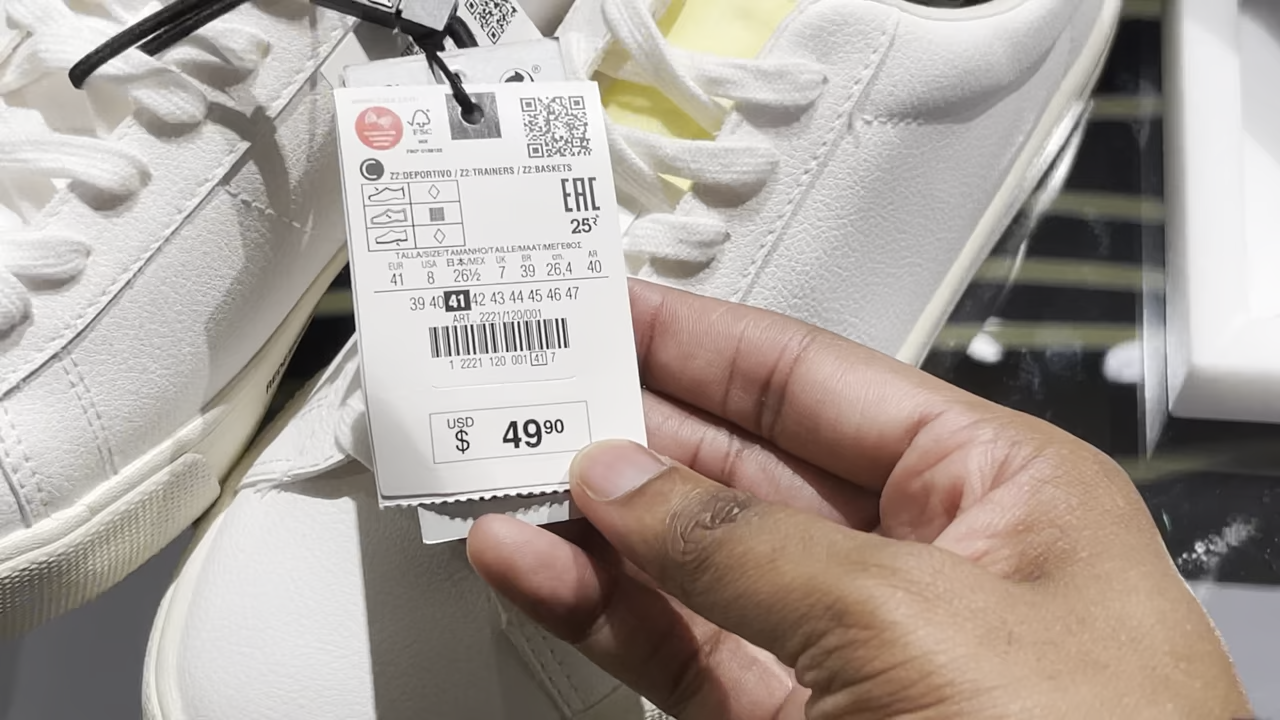 ®
FSC
Z2:DEPORTIVO / Z2:TRAINERS / Z2:BASKETS
EAC
25
TALLA/SIZE/TAMANHO/TAILLE/MAAT/ΜΕΓΕΘΟΣ
EUR USA 日本/MEX UK BR cm. AR
41 8 26½ 7 39 26,4 40
39 40 41 42 43 44 45 46 47
ART. 2221/120/001
1 2221 120 001 41 7
USD
$ 49⁹⁰